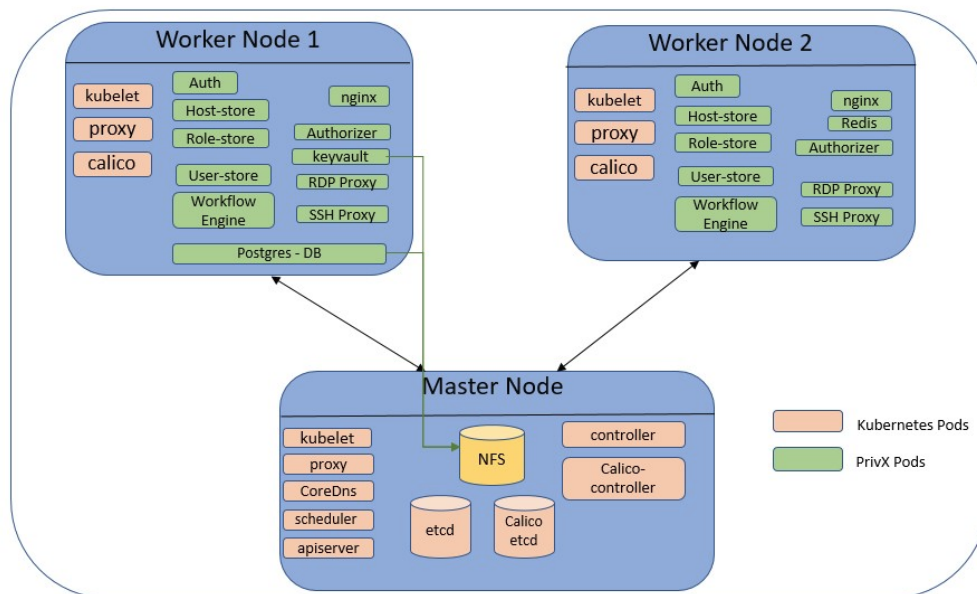 Worker Node 1
kubelet
proxy
calico
Auth
Host-store
Role-store
User-store
Workflow
Engine
nginx
Authorizer
keyvault
RDP Proxy
SSH Proxy
Postgres - DB
Worker Node 2
kubelet
proxy
calico
Auth
Host-store
Role-store
User-store
Workflow
Engine
nginx
Redis
Authorizer
RDP Proxy
SSH Proxy
Master Node
kubelet
proxy
CoreDns
scheduler
apiserver
NFS
etcd
Calico
etcd
controller
Calico-
controller
Kubernetes Pods
PrivX Pods